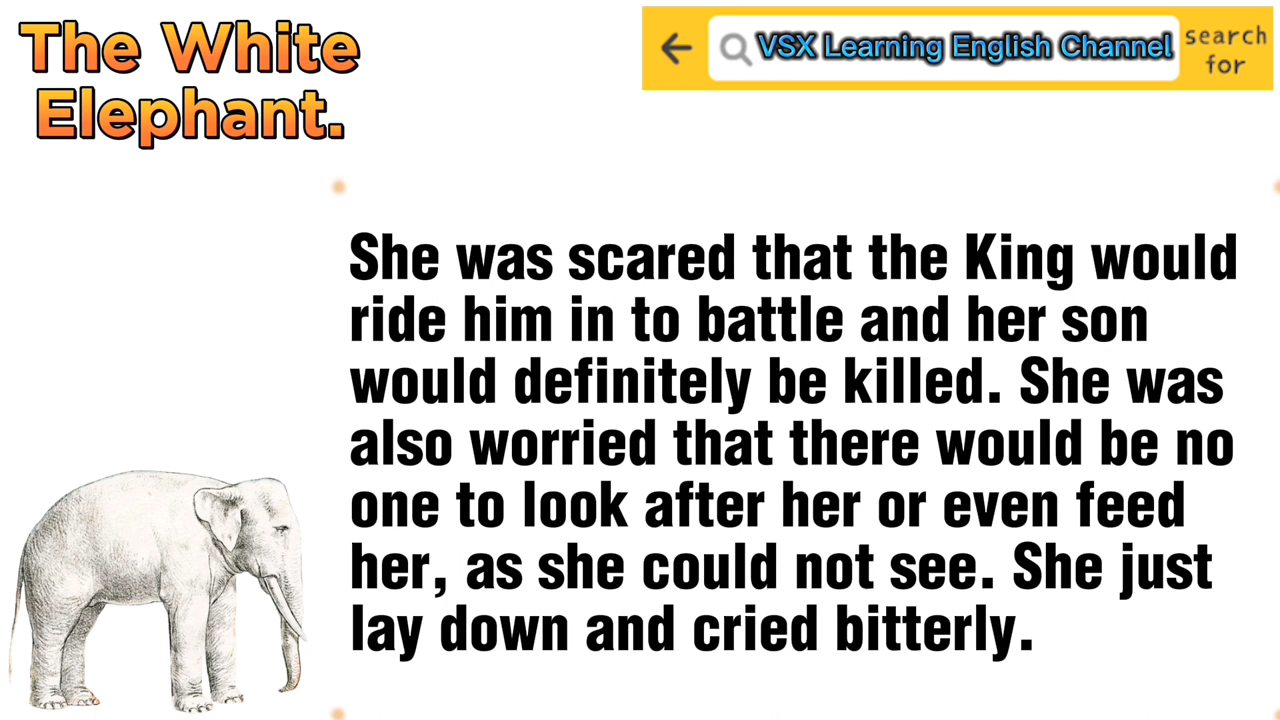 The White
Elephant.
VSX Learning English Channel
search
for
She was scared that the King would
ride him in to battle and her son
would definitely be killed. She was
also worried that there would be no
one to look after her or even feed
her, as she could not see. She just
lay down and cried bitterly.